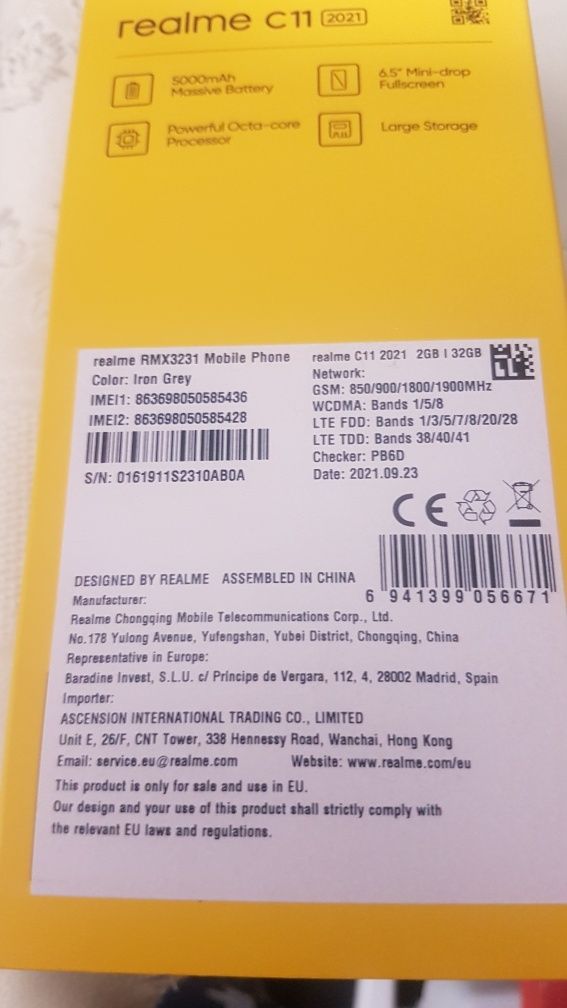 realme C11 2021
5000mAh
Massive Battery
6.5" Mini-drop
Fullscreen
Powerful Octa-core
Processor
Large Storage
realme RMX3231 Mobile Phone
Color: Iron Grey
IMEI1: 863698050585436
IMEI2: 863698050585428
S/N: 0161911S2310AB0A
realme C11 2021 2GB | 32GB
Network:
GSM: 850/900/1800/1900MHz
WCDMA: Bands 1/5/8
LTE FDD: Bands 1/3/5/7/8/20/28
LTE TDD: Bands 38/40/41
Checker: PB6D
Date: 2021.09.23
CE
6 941399 056671
DESIGNED BY REALME ASSEMBLED IN CHINA
Manufacturer:
Realme Chongqing Mobile Telecommunications Corp., Ltd.
No.178 Yulong Avenue, Yufengshan, Yubei District, Chongqing, China
Representative in Europe:
Baradine Invest, S.L.U. c/ Príncipe de Vergara, 112, 4, 28002 Madrid, Spain
Importer:
ASCENSION INTERNATIONAL TRADING CO., LIMITED
Unit E, 26/F, CNT Tower, 338 Hennessy Road, Wanchai, Hong Kong
Email: service.eu@realme.com Website: www.realme.com/eu
This product is only for sale and use in EU.
Our design and your use of this product shall strictly comply with
the relevant EU laws and regulations.